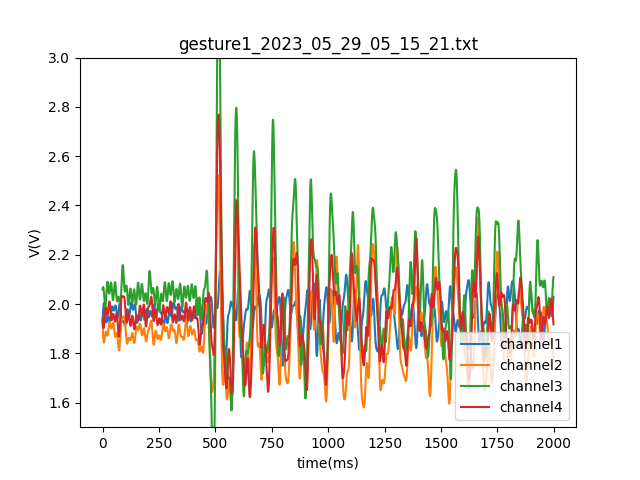 gesture1_2023_05_29_05_15_21.txt
V(V)
3.0
2.8
2.6
2.4
2.2
2.0
1.8
1.6
0 250 500 750 1000 1250 1500 1750 2000
time(ms)
channel1
channel2
channel3
channel4